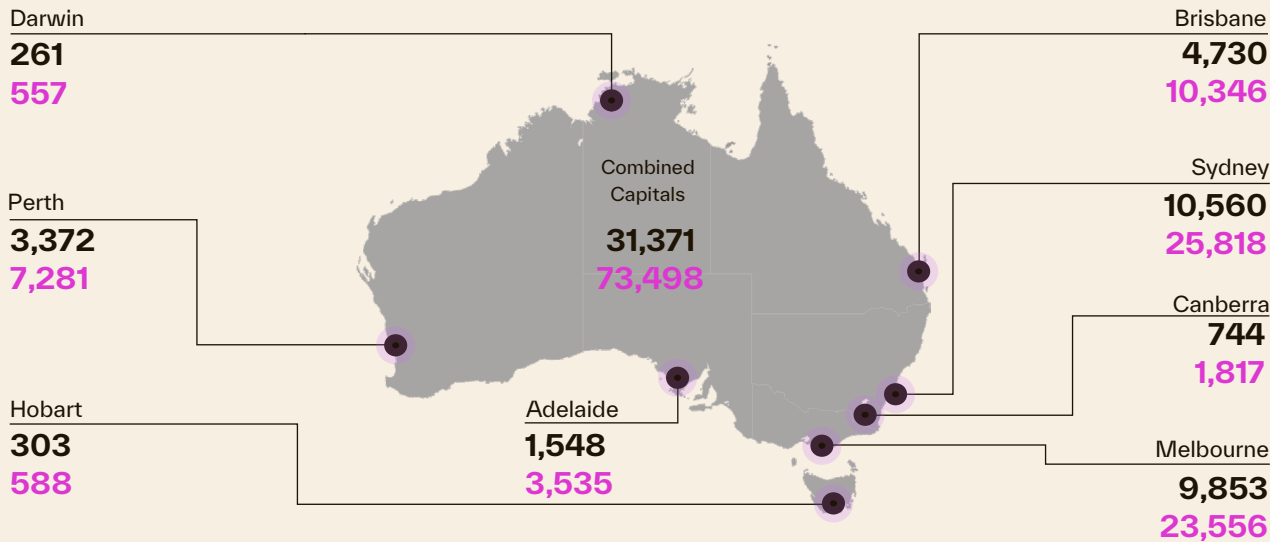 Darwin
261
557
Brisbane
4,730
10,346
Combined
Capitals
31,371
73,498
Sydney
10,560
25,818
Perth
3,372
7,281
Canberra
744
1,817
Hobart
303
588
Adelaide
1,548
3,535
Melbourne
9,853
23,556